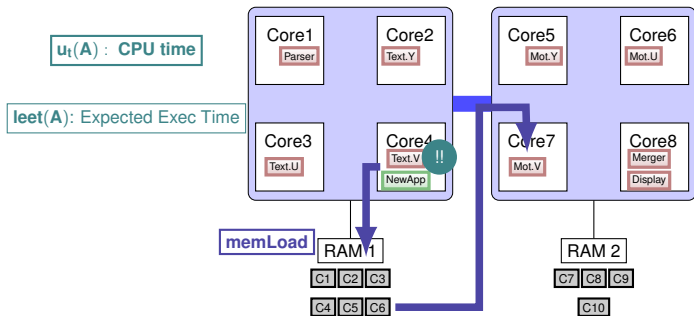 u_t(A) : CPU time
leet(A): Expected Exec Time
Core1
Parser
Core2
Text.Y
Core3
Text.U
Core4
Text.V
!!
NewApp
memLoad
RAM 1
C1 C2 C3
C4 C5 C6
Core5
Mot.Y
Core6
Mot.U
Core7
Mot.V
Core8
Merger
Display
RAM 2
C7 C8 C9
C10